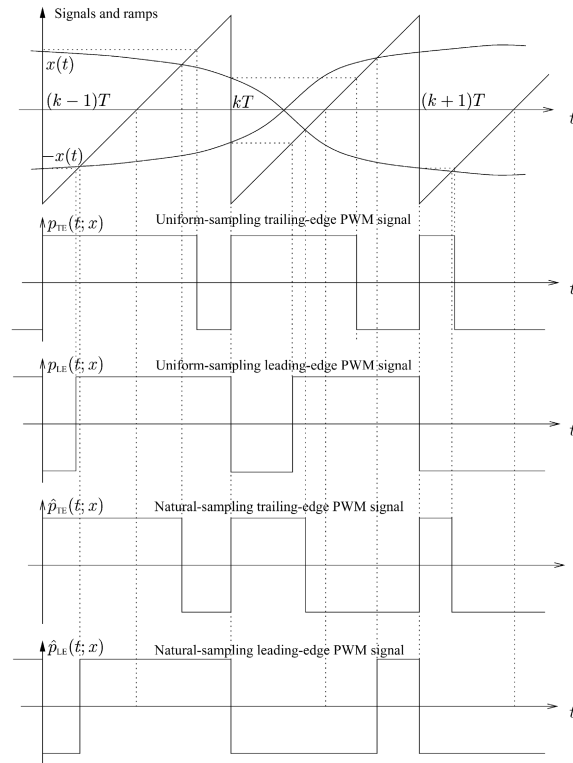 Signals and ramps
x(t)
(k − 1)T
kT
(k + 1)T
t
−x(t)
p_TE(t; x)
Uniform-sampling trailing-edge PWM signal
t
p_LE(t; x)
Uniform-sampling leading-edge PWM signal
t
p̂_TE(t; x)
Natural-sampling trailing-edge PWM signal
t
p̂_LE(t; x)
Natural-sampling leading-edge PWM signal
t